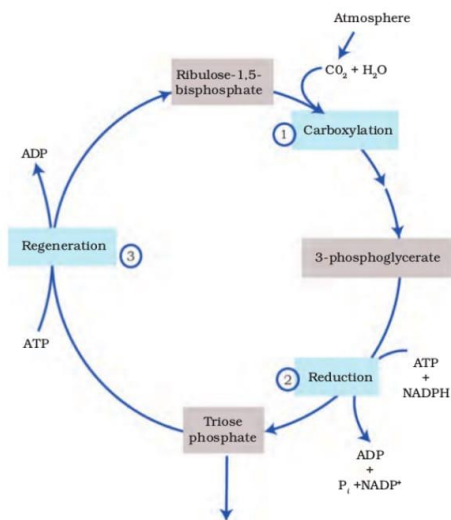 Atmosphere
C0₂ + H₂O
Ribulose-1,5-
bisphosphate
1 Carboxylation
ADP
Regeneration 3
3-phosphoglycerate
ATP
2 Reduction
ATP
+
NADPH
Triose
phosphate
ADP
+
Pᵢ +NADP⁺